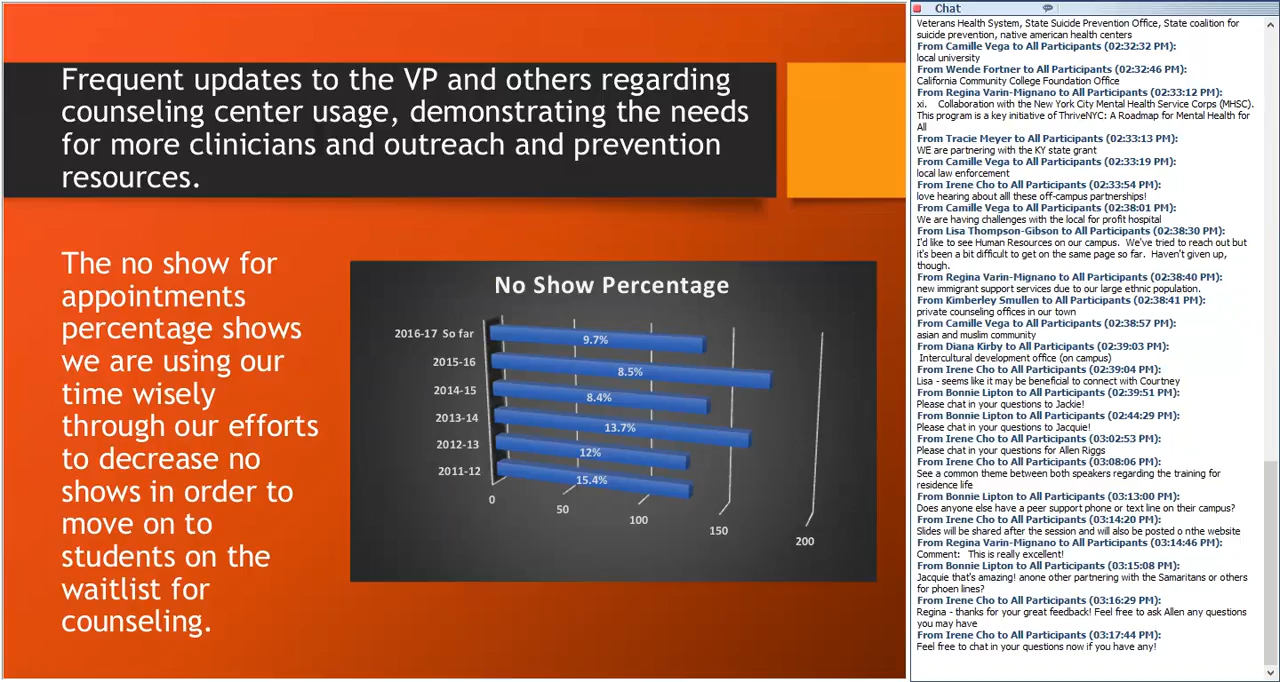 Frequent updates to the VP and others regarding
counseling center usage, demonstrating the needs
for more clinicians and outreach and prevention
resources.
The no show for
appointments
percentage shows
we are using our
time wisely
through our efforts
to decrease no
shows in order to
move on to
students on the
waitlist for
counseling.
No Show Percentage
2016-17 So far
9.7%
2015-16
8.5%
2014-15
8.4%
2013-14
13.7%
2012-13
12%
2011-12
15.4%
0
50
100
150
200
Chat
Veterans Health System, State Suicide Prevention Office, State coalition for
suicide prevention, native american health centers
From Camille Vega to All Participants (02:32:32 PM):
local university
From Wende Fortner to All Participants (02:32:46 PM):
California Community College Foundation Office
From Regina Varin-Mignano to All Participants (02:33:12 PM):
xi. Collaboration with the New York City Mental Health Service Corps (MHSC).
This program is a key initiative of ThriveNYC: A Roadmap for Mental Health for
All
From Tracie Meyer to All Participants (02:33:13 PM):
WE are partnering with the KY state grant
From Camille Vega to All Participants (02:33:19 PM):
local law enforcement
From Irene Cho to All Participants (02:33:54 PM):
love hearing about all these off-campus partnerships!
From Camille Vega to All Participants (02:38:01 PM):
We are having challenges with the local for profit hospital
From Lisa Thompson-Gibson to All Participants (02:38:30 PM):
I'd like to see Human Resources on our campus. We've tried to reach out but
it's been a bit difficult to get on the same page so far. Haven't given up,
though.
From Regina Varin-Mignano to All Participants (02:38:40 PM):
new immigrant support services due to our large ethnic population.
From Kimberley Smullen to All Participants (02:38:41 PM):
private counseling offices in our town
From Camille Vega to All Participants (02:38:57 PM):
asian and muslim community
From Diana Kirby to All Participants (02:39:03 PM):
Intercultural development office (on campus)
From Irene Cho to All Participants (02:39:04 PM):
Lisa - seems like it may be beneficial to connect with Courtney
From Bonnie Lipton to All Participants (02:39:51 PM):
Please chat in your questions to Jackie!
From Bonnie Lipton to All Participants (02:44:29 PM):
Please chat in your questions to Jacquie!
From Irene Cho to All Participants (03:02:53 PM):
Please chat in your questions for Allen Riggs
From Irene Cho to All Participants (03:08:06 PM):
See a common theme between both speakers regarding the training for
residence life
From Bonnie Lipton to All Participants (03:13:00 PM):
Does anyone else have a peer support phone or text line on their campus?
From Irene Cho to All Participants (03:14:20 PM):
Slides will be shared after the session and will also be posted o nthe website
From Regina Varin-Mignano to All Participants (03:14:46 PM):
Comment: This is really excellent!
From Bonnie Lipton to All Participants (03:15:08 PM):
Jacquie that's amazing! anone other partnering with the Samaritans or others
for phoen lines?
From Irene Cho to All Participants (03:16:29 PM):
Regina - thanks for your great feedback! Feel free to ask Allen any questions
you may have
From Irene Cho to All Participants (03:17:44 PM):
Feel free to chat in your questions now if you have any!